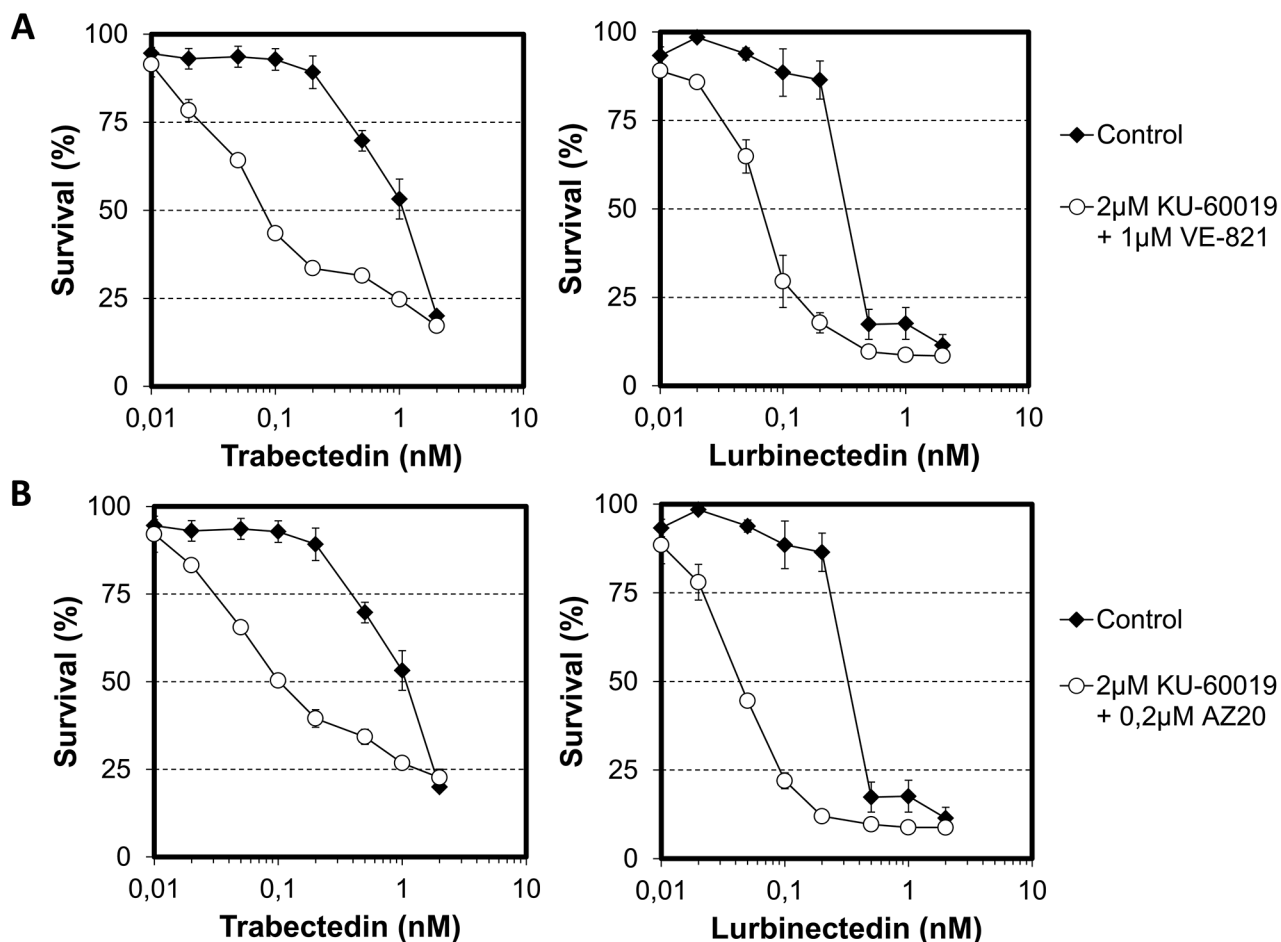 A
100
75
50
25
0
Survival (%)
0,01 0,1 1 10
Trabectedin (nM)
100
75
50
25
0
Survival (%)
0,01 0,1 1 10
Lurbinectedin (nM)
Control
2µM KU-60019
+ 1µM VE-821
B
100
75
50
25
0
Survival (%)
0,01 0,1 1 10
Trabectedin (nM)
100
75
50
25
0
Survival (%)
0,01 0,1 1 10
Lurbinectedin (nM)
Control
2µM KU-60019
+ 0,2µM AZ20